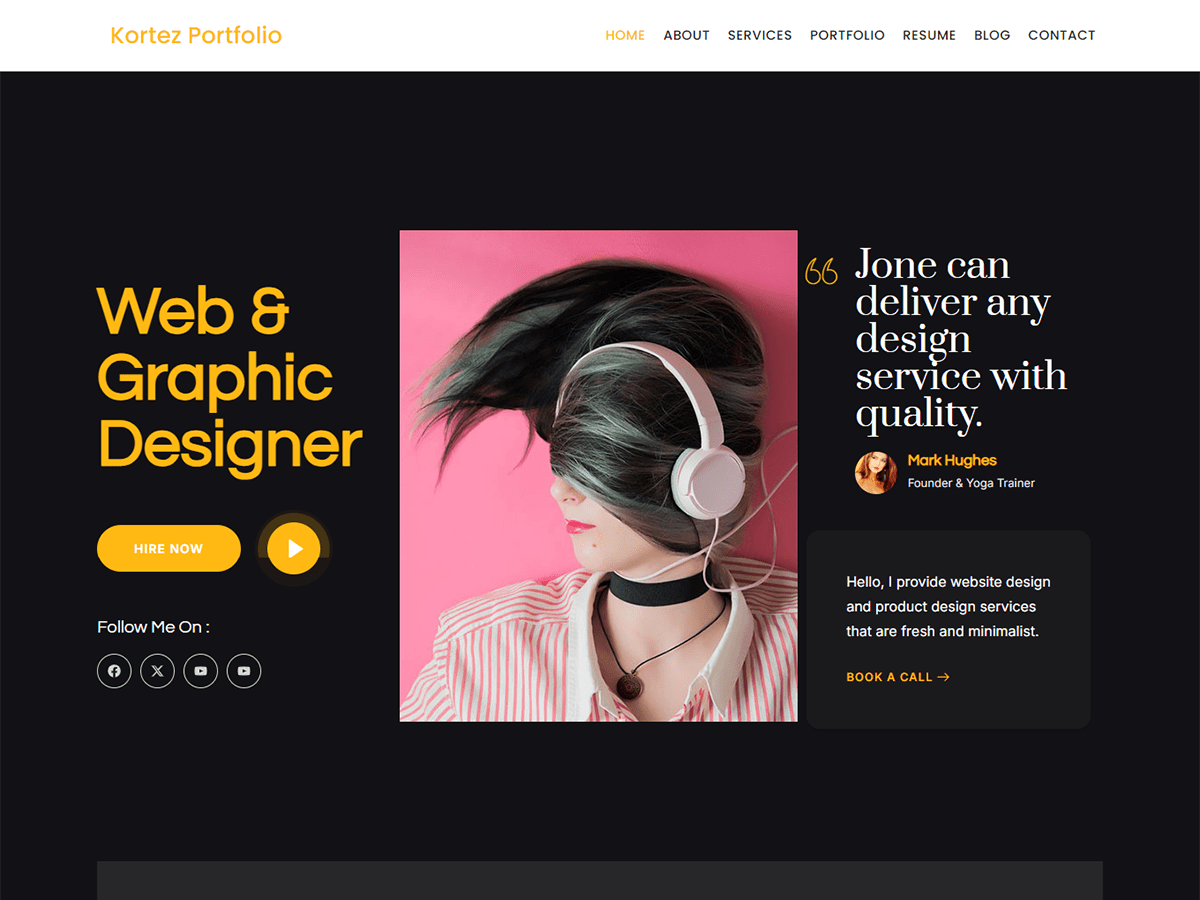 Kortez Portfolio
HOME ABOUT SERVICES PORTFOLIO RESUME BLOG CONTACT
Web &
Graphic
Designer
HIRE NOW
Follow Me On :
Jone can
deliver any
design
service with
quality.
Mark Hughes
Founder & Yoga Trainer
Hello, I provide website design
and product design services
that are fresh and minimalist.
BOOK A CALL